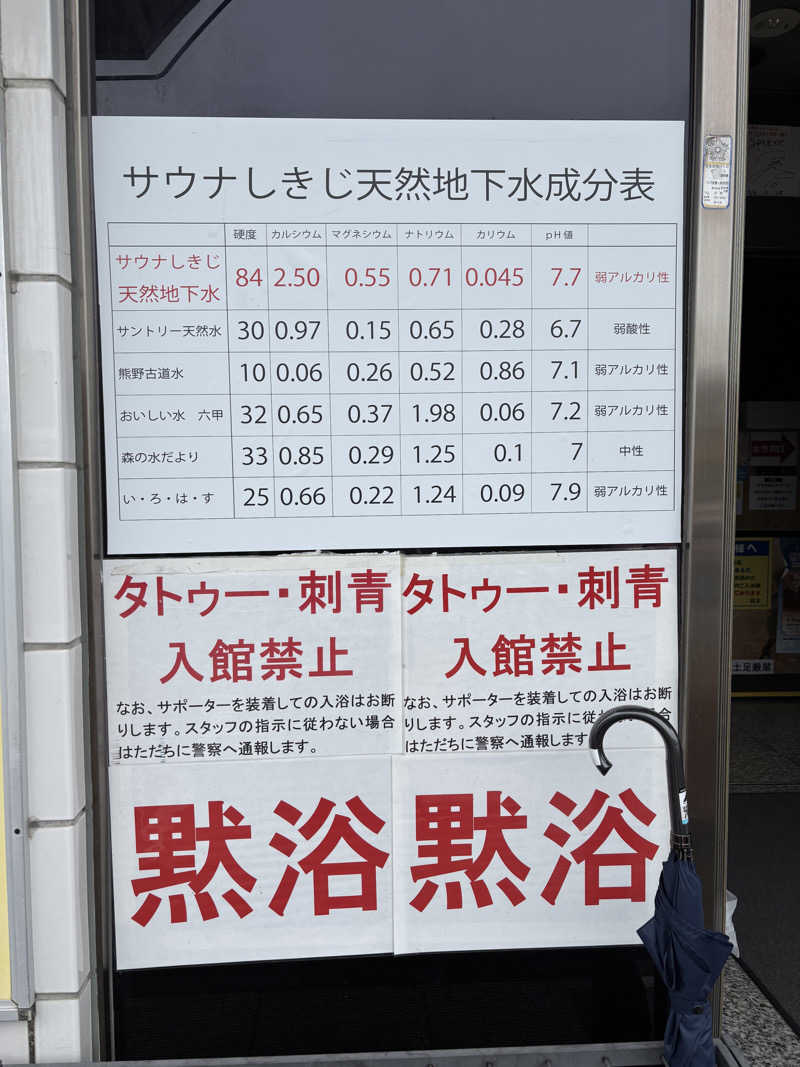 サウナしきじ天然地下水成分表
硬度 カルシウム マグネシウム ナトリウム カリウム pH値
サウナしきじ
天然地下水 84 2.50 0.55 0.71 0.045 7.7 弱アルカリ性
サントリー天然水 30 0.97 0.15 0.65 0.28 6.7 弱酸性
熊野古道水 10 0.06 0.26 0.52 0.86 7.1 弱アルカリ性
おいしい水 六甲 32 0.65 0.37 1.98 0.06 7.2 弱アルカリ性
森の水だより 33 0.85 0.29 1.25 0.1 7 中性
い・ろ・は・す 25 0.66 0.22 1.24 0.09 7.9 弱アルカリ性
タトゥー・刺青
入館禁止
なお、サポーターを装着しての入浴はお断
りします。スタッフの指示に従わない場合
はただちに警察へ通報します。
タトゥー・刺青
入館禁止
なお、サポーターを装着しての入浴はお断
りします。スタッフの指示に従 合
はただちに警察へ通報します
黙浴
黙浴
土足厳禁